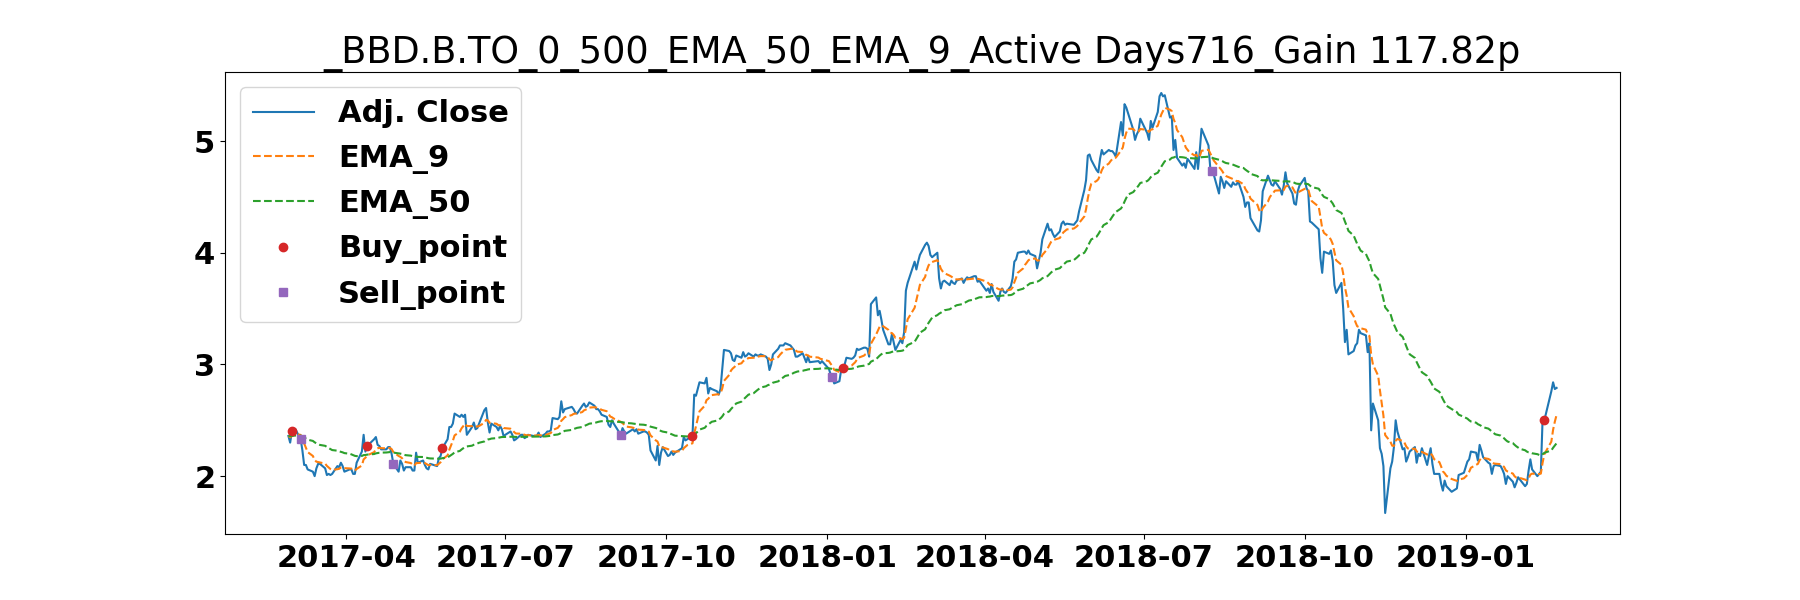 _BBD.B.TO_0_500_EMA_50_EMA_9_Active Days716_Gain 117.82p
Adj. Close
EMA_9
EMA_50
Buy_point
Sell_point
5
4
3
2
2017-04 2017-07 2017-10 2018-01 2018-04 2018-07 2018-10 2019-01